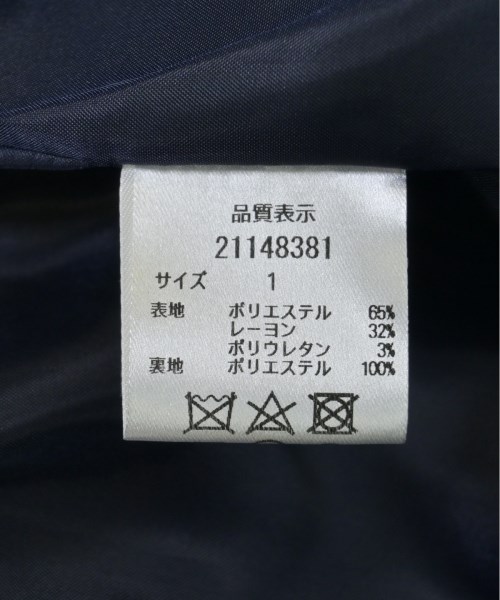 品質表示
21148381
サイズ 1
表地 ポリエステル 65%
レーヨン 32%
ポリウレタン 3%
裏地 ポリエステル 100%